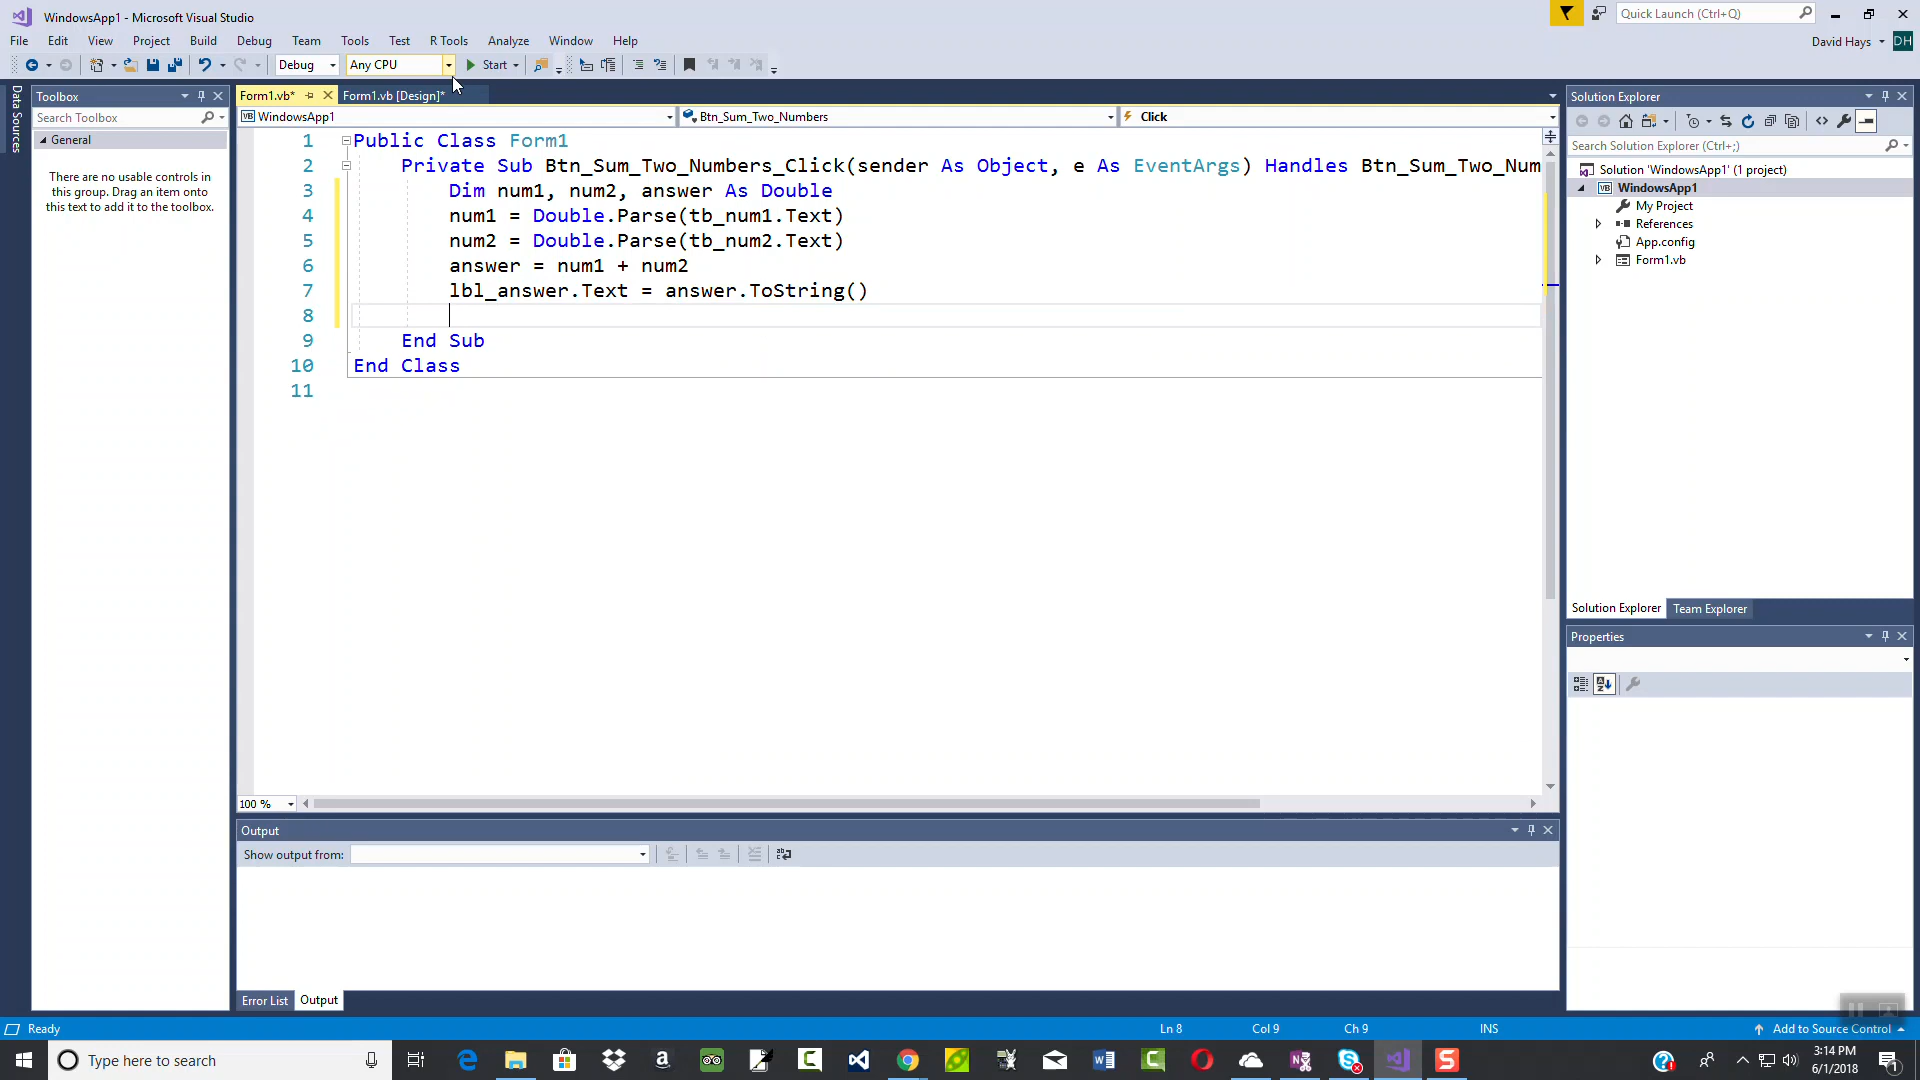 WindowsApp1 - Microsoft Visual Studio
Quick Launch (Ctrl+Q)
File Edit View Project Build Debug Team Tools Test R Tools Analyze Window Help
David Hays DH
Debug Any CPU Start
Data Sources
Toolbox
Search Toolbox
General
There are no usable controls in
this group. Drag an item onto
this text to add it to the toolbox.
Form1.vb* Form1.vb [Design]*
WindowsApp1 Btn_Sum_Two_Numbers Click
1 Public Class Form1
2 Private Sub Btn_Sum_Two_Numbers_Click(sender As Object, e As EventArgs) Handles Btn_Sum_Two_Num
3 Dim num1, num2, answer As Double
4 num1 = Double.Parse(tb_num1.Text)
5 num2 = Double.Parse(tb_num2.Text)
6 answer = num1 + num2
7 lbl_answer.Text = answer.ToString()
8
9 End Sub
10 End Class
11
100 %
Output
Show output from:
Error List Output
Solution Explorer
Search Solution Explorer (Ctrl+;)
Solution 'WindowsApp1' (1 project)
WindowsApp1
My Project
References
App.config
Form1.vb
Solution Explorer Team Explorer
Properties
Ready Ln 8 Col 9 Ch 9 INS Add to Source Control
Type here to search
3:14 PM
6/1/2018